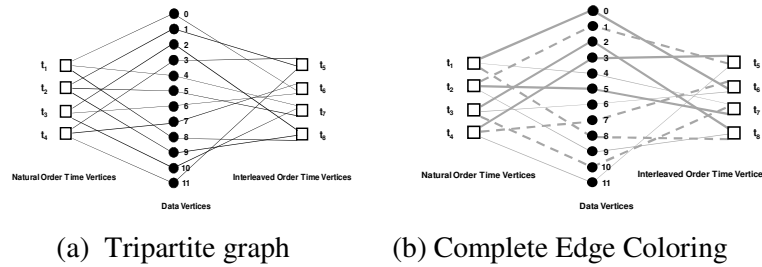 0
1
2
3
4
5
6
7
8
9
10
11
t1
t2
t3
t4
t5
t6
t7
t8
Natural Order Time Vertices
Interleaved Order Time Vertices
Data Vertices
(a) Tripartite graph
0
1
2
3
4
5
6
7
8
9
10
11
t1
t2
t3
t4
t5
t6
t7
t8
Natural Order Time Vertices
Interleaved Order Time Vertices
Data Vertices
(b) Complete Edge Coloring